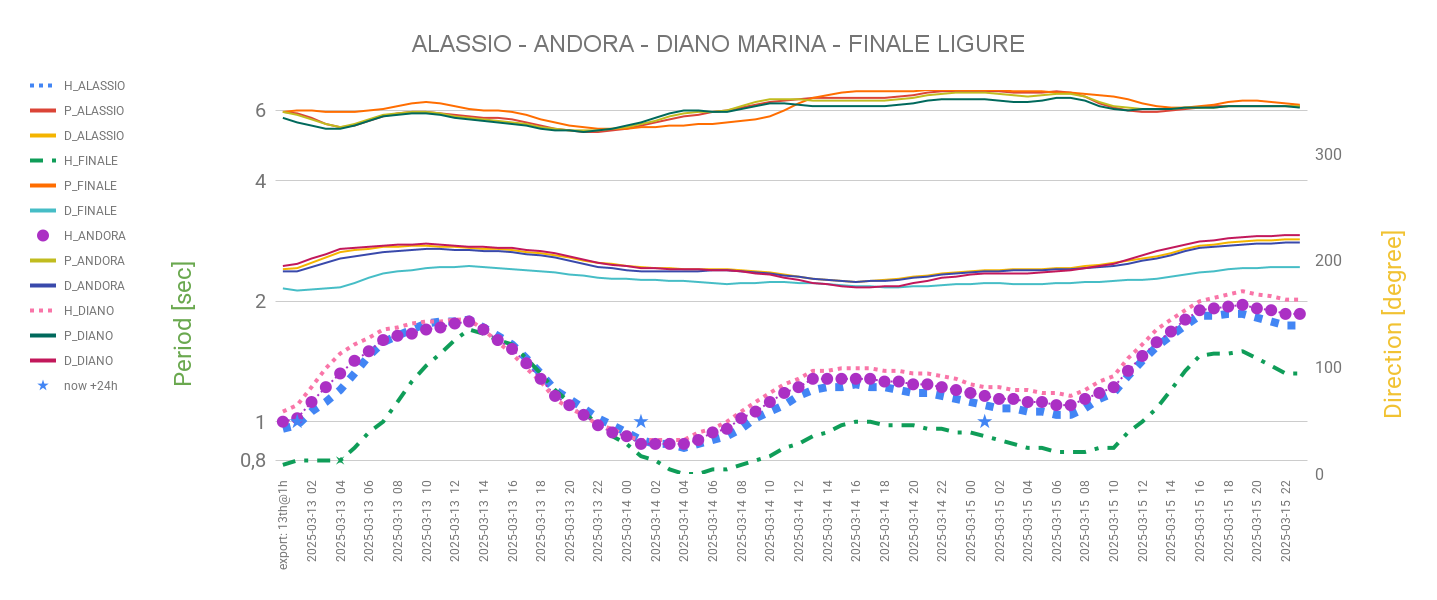 ALASSIO - ANDORA - DIANO MARINA - FINALE LIGURE
H_ALASSIO
P_ALASSIO
D_ALASSIO
H_FINALE
P_FINALE
D_FINALE
H_ANDORA
P_ANDORA
D_ANDORA
H_DIANO
P_DIANO
D_DIANO
now +24h
Period [sec]
6
4
2
1
0,8
300
200
100
0
Direction [degree]
export: 13th@1h
2025-03-13 02
2025-03-13 04
2025-03-13 06
2025-03-13 08
2025-03-13 10
2025-03-13 12
2025-03-13 14
2025-03-13 16
2025-03-13 18
2025-03-13 20
2025-03-13 22
2025-03-14 00
2025-03-14 02
2025-03-14 04
2025-03-14 06
2025-03-14 08
2025-03-14 10
2025-03-14 12
2025-03-14 14
2025-03-14 16
2025-03-14 18
2025-03-14 20
2025-03-14 22
2025-03-15 00
2025-03-15 02
2025-03-15 04
2025-03-15 06
2025-03-15 08
2025-03-15 10
2025-03-15 12
2025-03-15 14
2025-03-15 16
2025-03-15 18
2025-03-15 20
2025-03-15 22